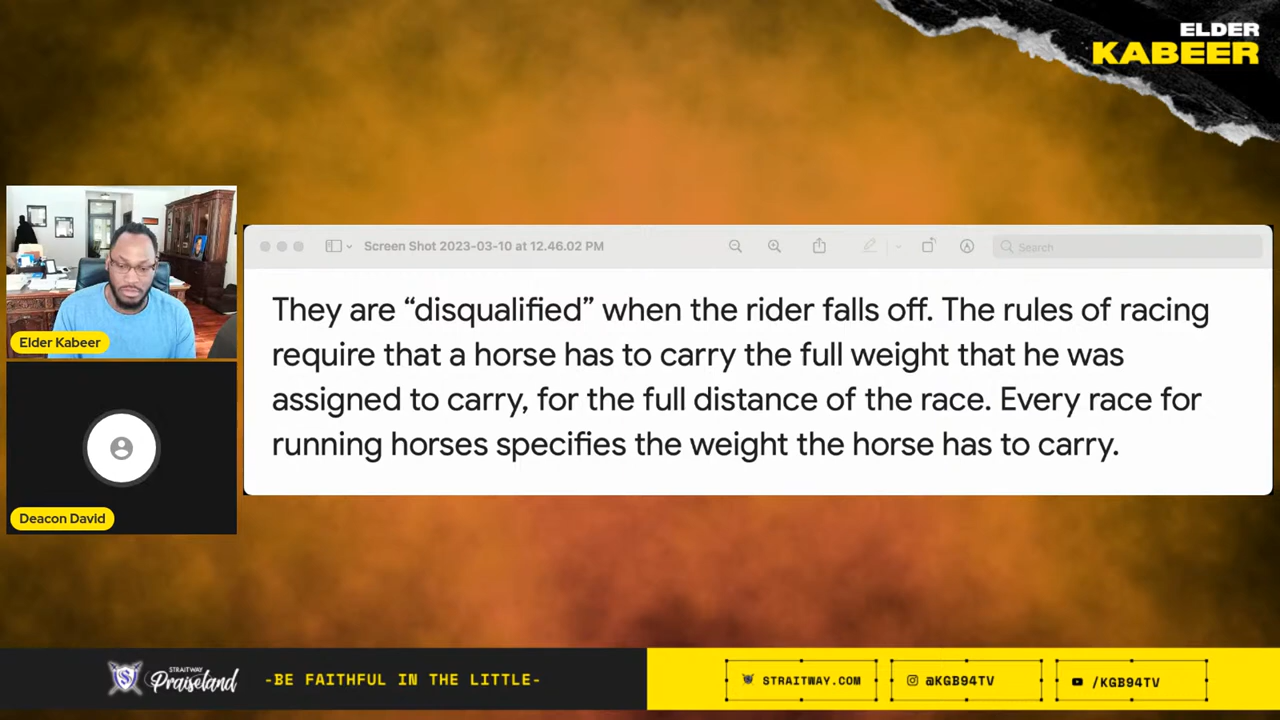 ELDER
KABEER
Screen Shot 2023-03-10 at 12.46.02 PM
Search
They are “disqualified” when the rider falls off. The rules of racing
require that a horse has to carry the full weight that he was
assigned to carry, for the full distance of the race. Every race for
running horses specifies the weight the horse has to carry.
Elder Kabeer
Deacon David
STRAITWAY
Praiseland
-BE FAITHFUL IN THE LITTLE-
STRAITWAY.COM
@KGB94TV
/KGB94TV